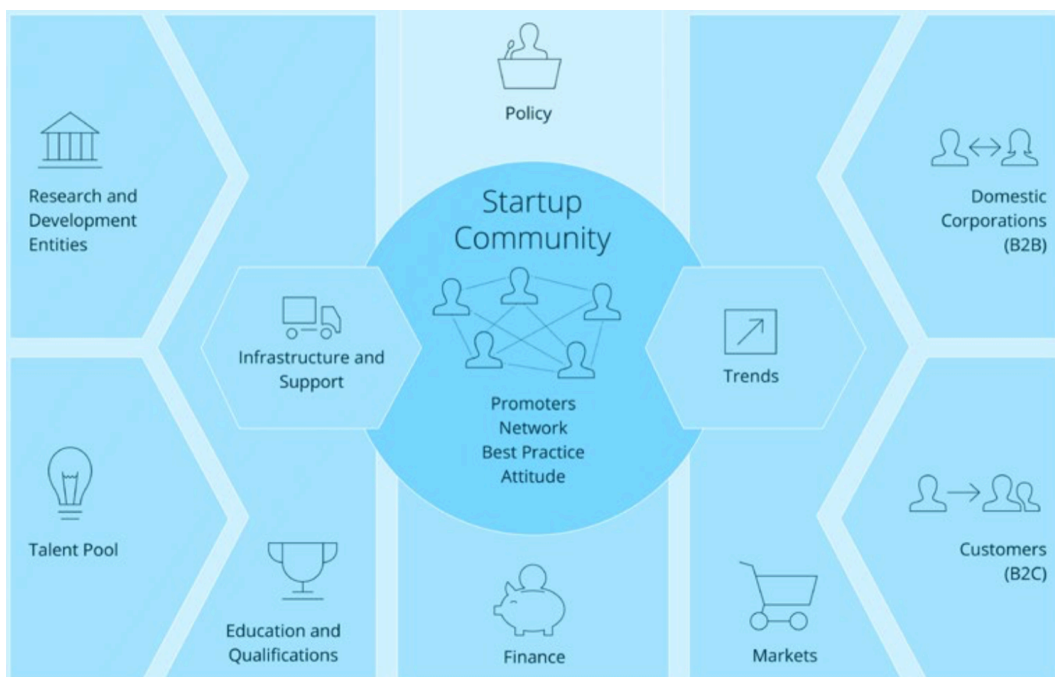 Policy
Research and
Development
Entities
Startup
Community
Domestic
Corporations
(B2B)
Infrastructure and
Support
Trends
Promoters
Network
Best Practice
Attitude
Talent Pool
Customers
(B2C)
Education and
Qualifications
Finance
Markets